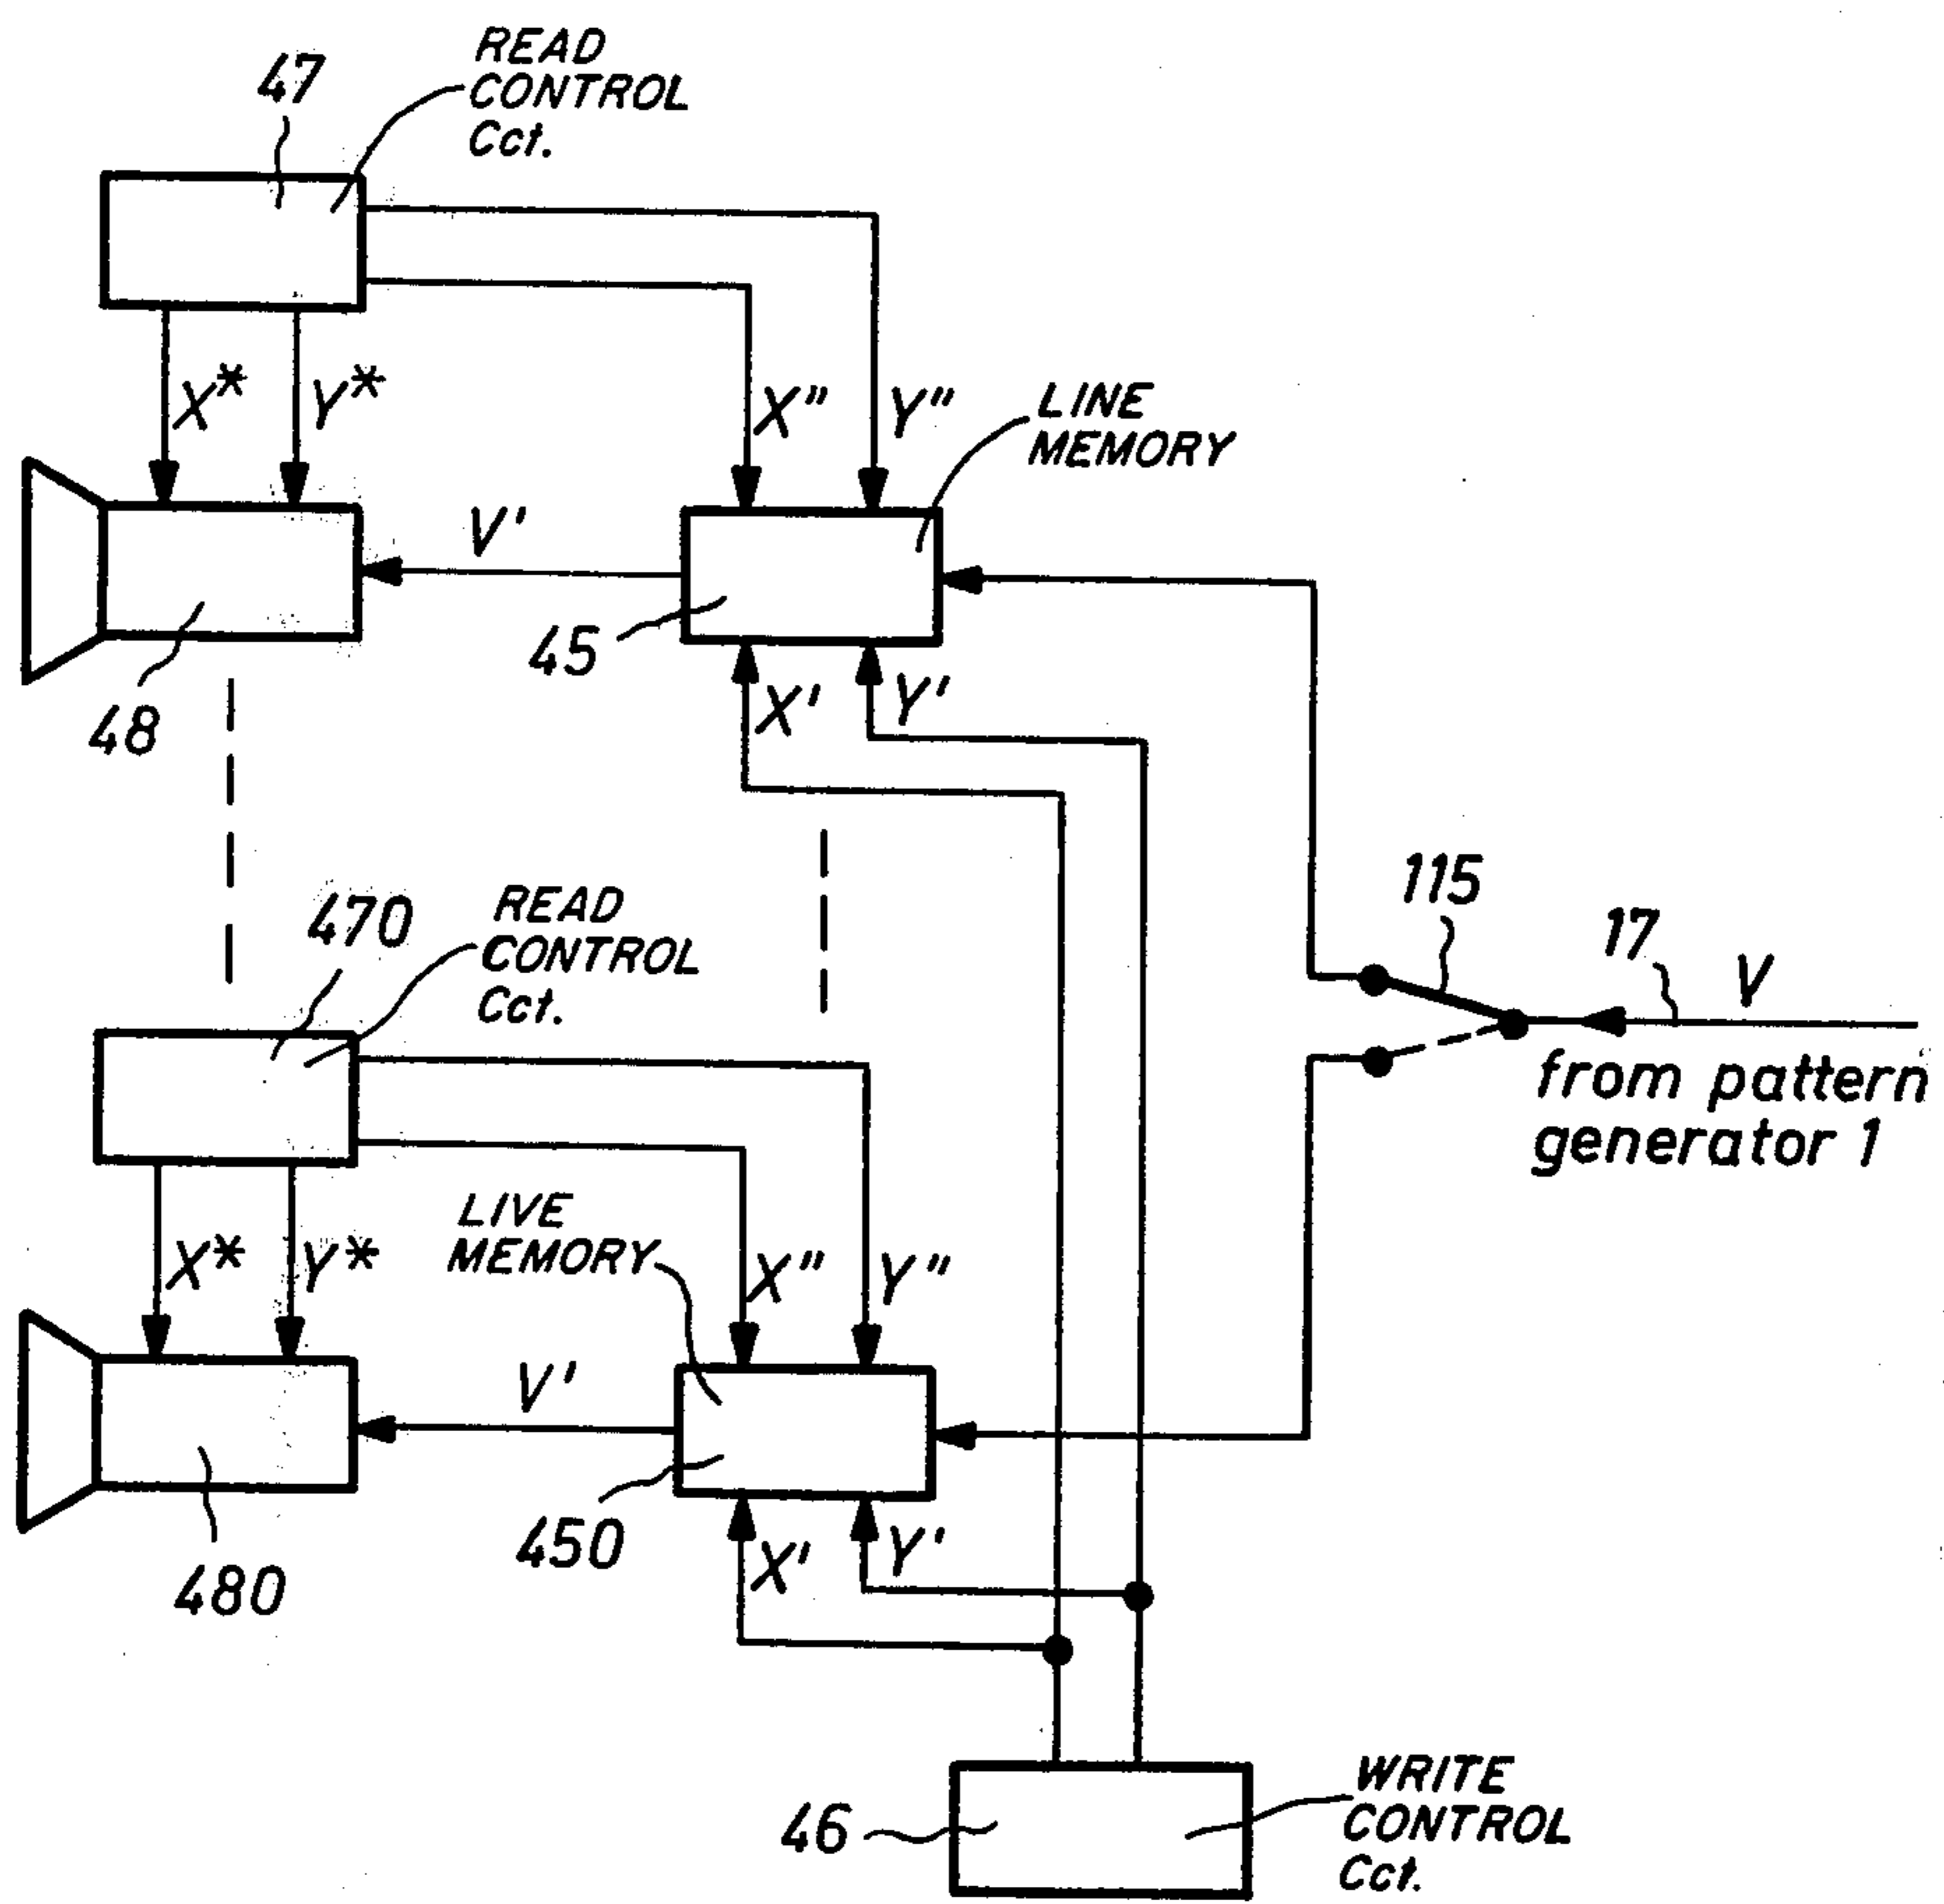 47
READ
CONTROL
Cct.
X* Y*
X" Y"
LINE
MEMORY
V'
45
48
X' Y'
470
READ
CONTROL
Cct.
115
17
V
from pattern
generator 1
X* Y*
LIVE
MEMORY
X" Y"
V'
450
480
X' Y'
46
WRITE
CONTROL
Cct.